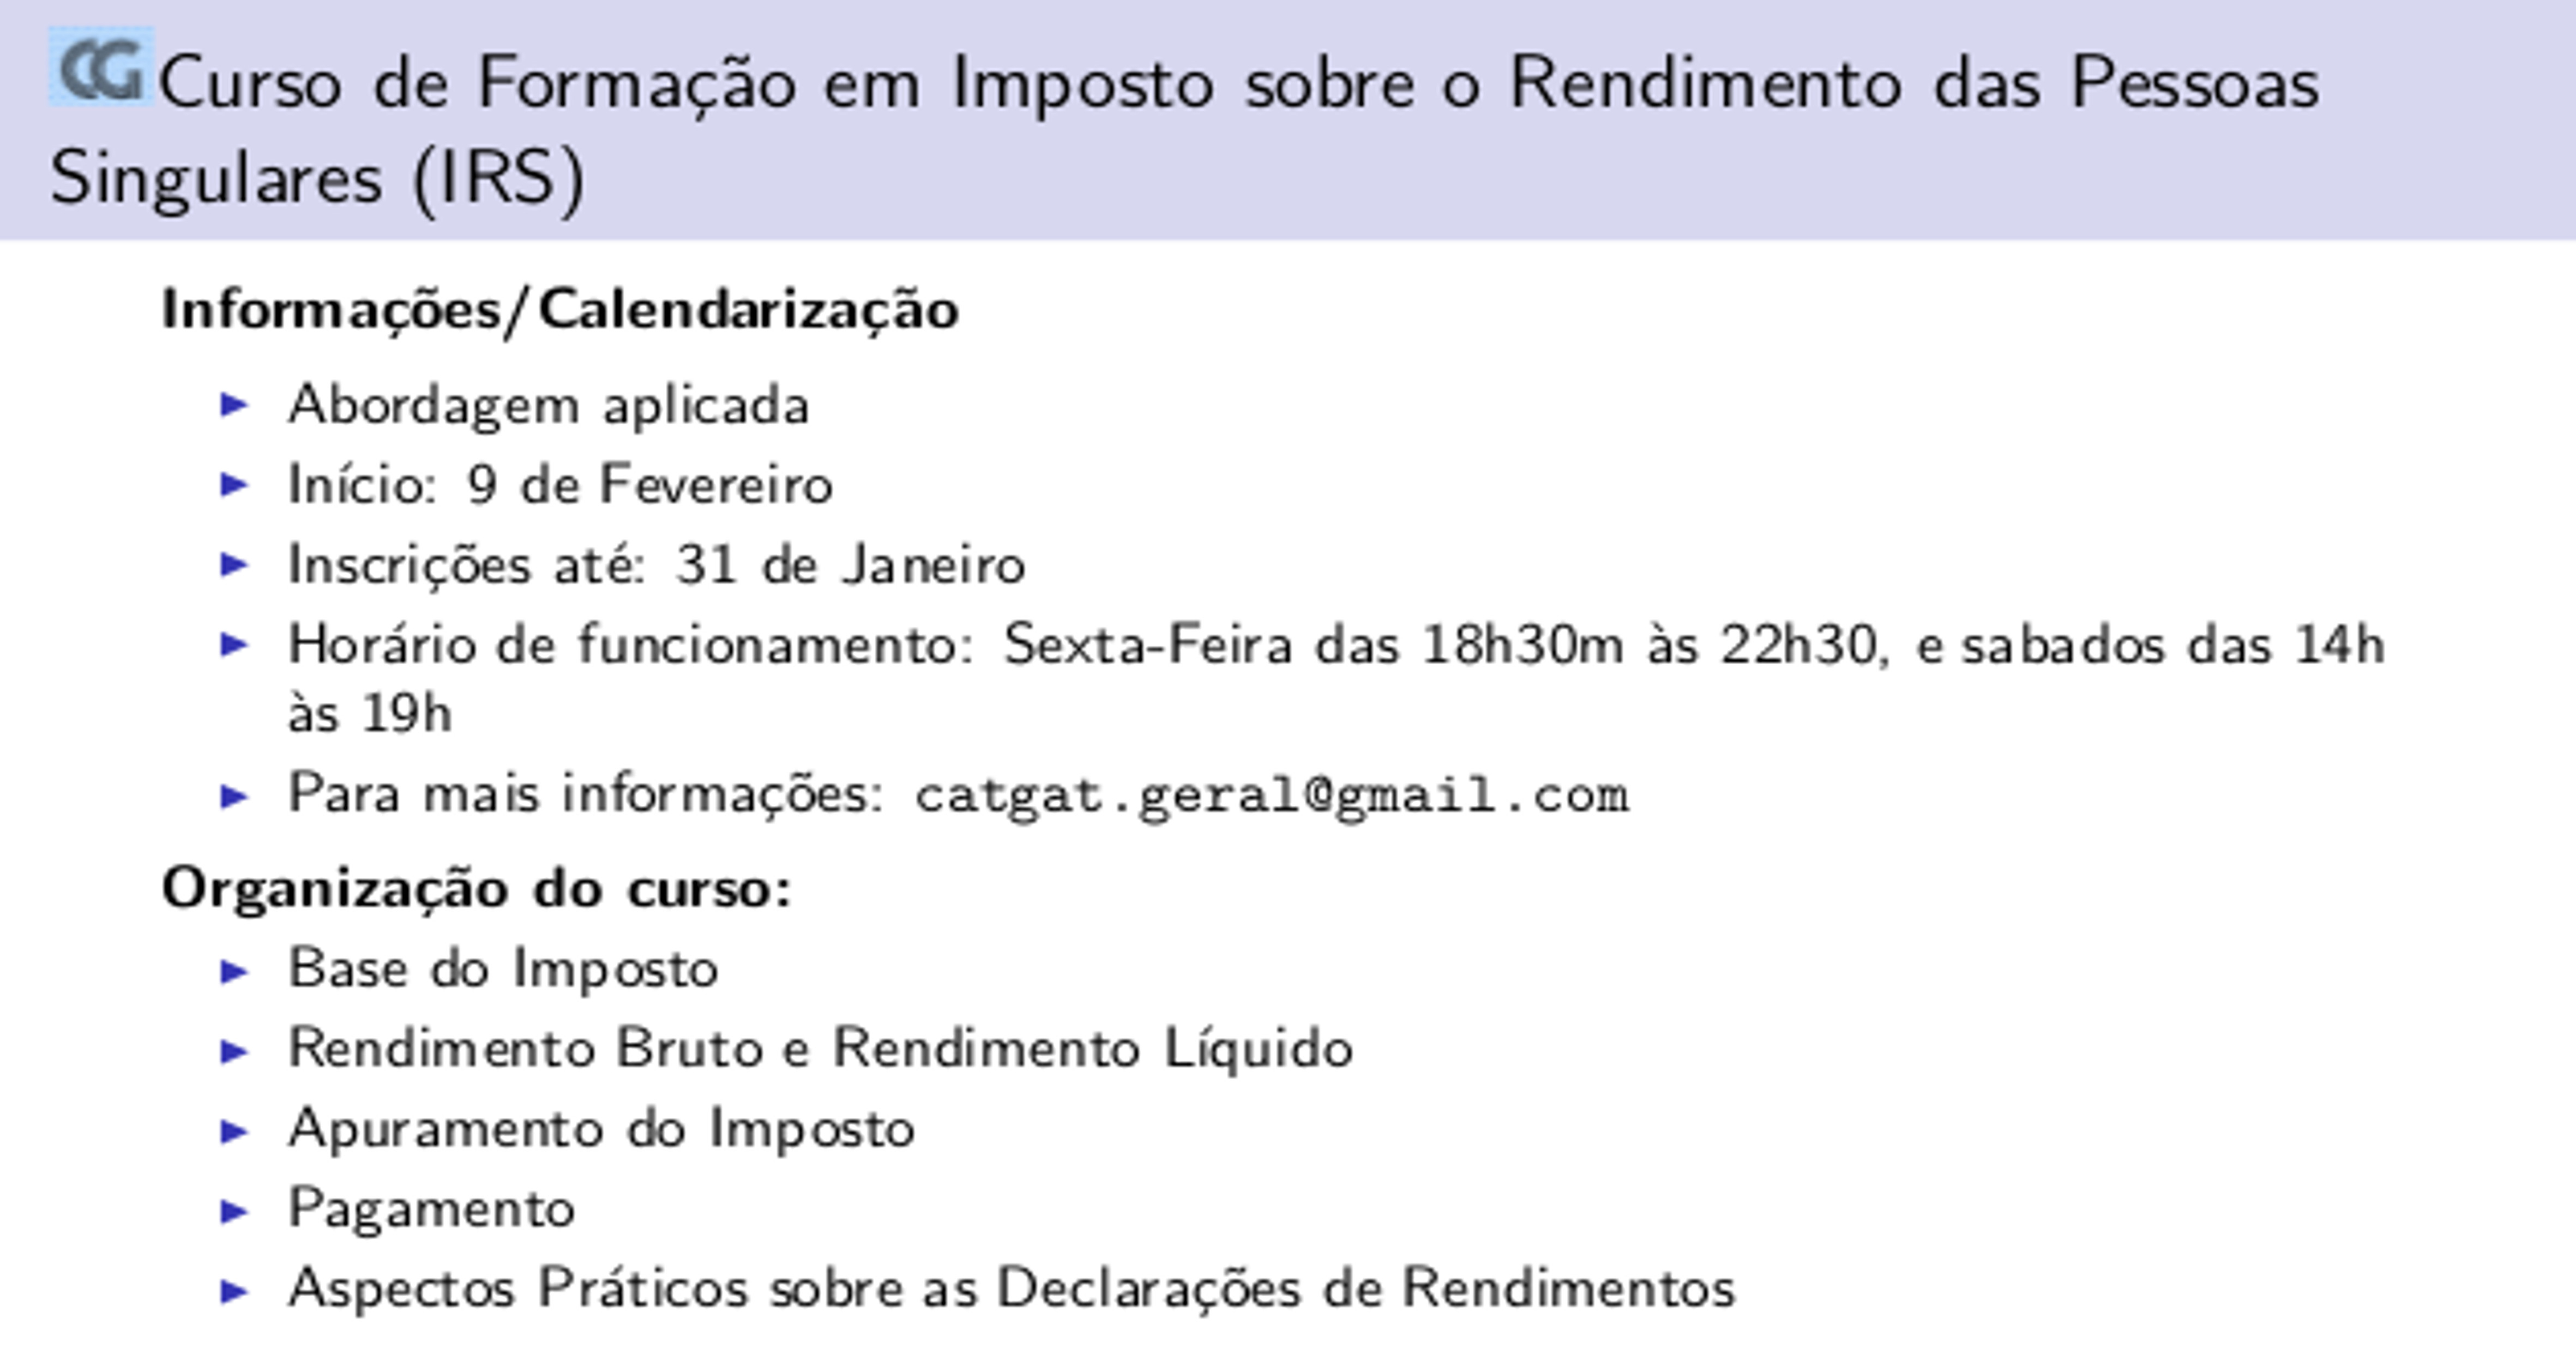 CG Curso de Formação em Imposto sobre o Rendimento das Pessoas
Singulares (IRS)
Informações/Calendarização
Abordagem aplicada
Início: 9 de Fevereiro
Inscrições até: 31 de Janeiro
Horário de funcionamento: Sexta-Feira das 18h30m às 22h30, e sabados das 14h
às 19h
Para mais informações: catgat.geral@gmail.com
Organização do curso:
Base do Imposto
Rendimento Bruto e Rendimento Líquido
Apuramento do Imposto
Pagamento
Aspectos Práticos sobre as Declarações de Rendimentos